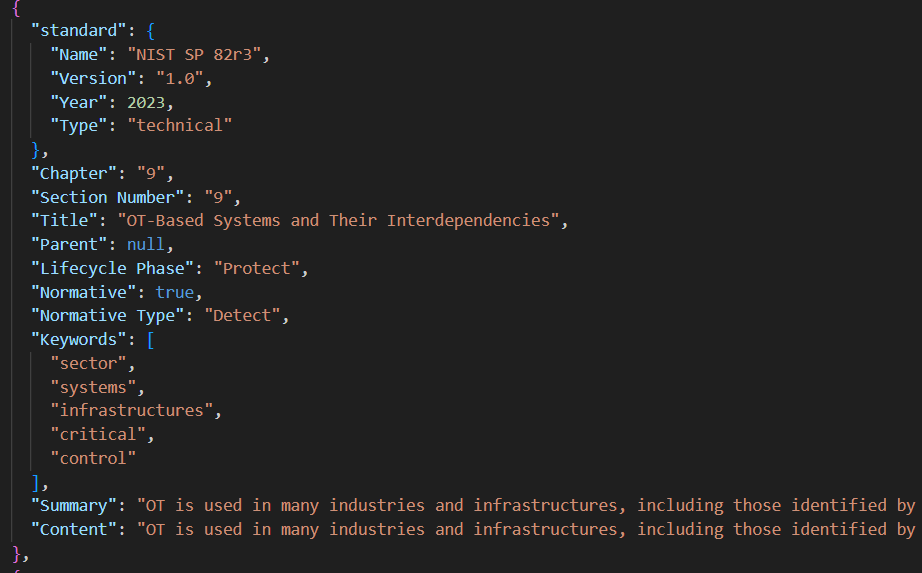 {
"standard": {
"Name": "NIST SP 82r3",
"Version": "1.0",
"Year": 2023,
"Type": "technical"
},
"Chapter": "9",
"Section Number": "9",
"Title": "OT-Based Systems and Their Interdependencies",
"Parent": null,
"Lifecycle Phase": "Protect",
"Normative": true,
"Normative Type": "Detect",
"Keywords": [
"sector",
"systems",
"infrastructures",
"critical",
"control"
],
"Summary": "OT is used in many industries and infrastructures, including those identified by
"Content": "OT is used in many industries and infrastructures, including those identified by
},
{